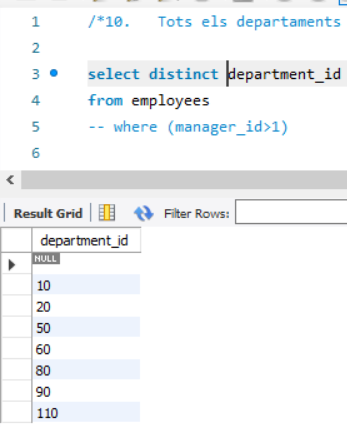 1 /*10. Tots els departaments
2
3 select distinct department_id
4 from employees
5 -- where (manager_id>1)
6
Result Grid Filter Rows:
department_id
NULL
10
20
50
60
80
90
110